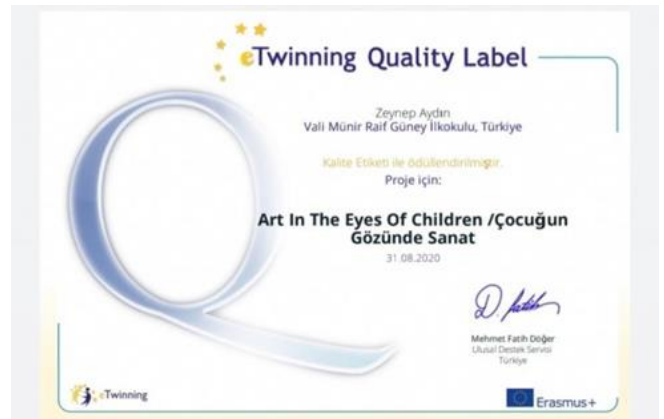 eTwinning Quality Label
Zeynep Aydın
Vali Münir Raif Güney İlkokulu, Türkiye
Kalite Etiketi ile ödüllendirilmiştir.
Proje için:
Art In The Eyes Of Children /Çocuğun
Gözünde Sanat
31.08.2020
D. fatih
Mehmet Fatih Döğer
Ulusal Destek Servisi
Türkiye
eTwinning
Erasmus+